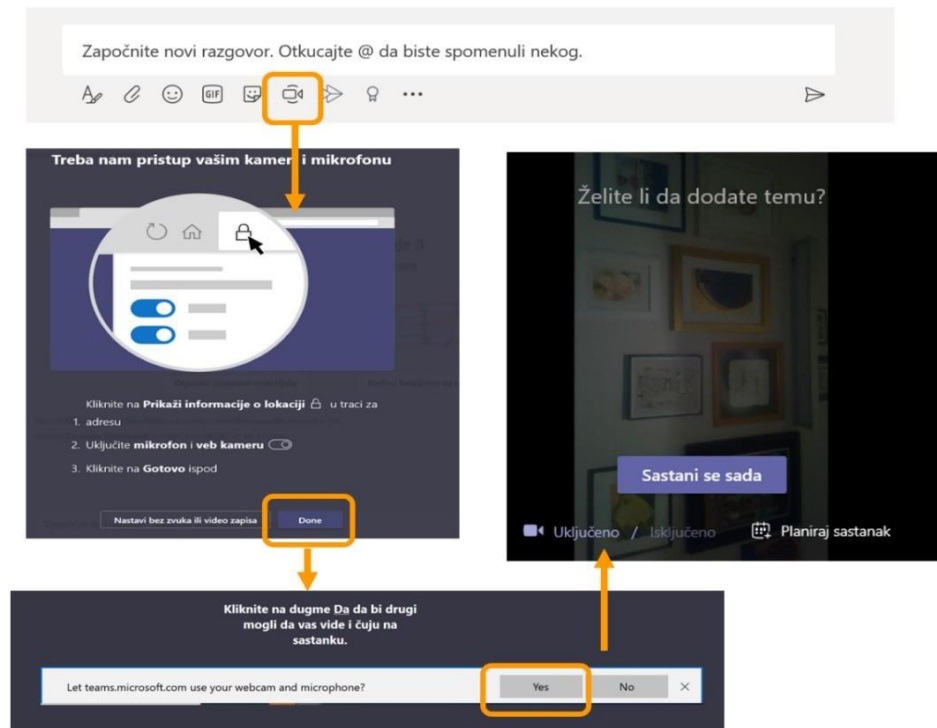 Započnite novi razgovor. Otkucajte @ da biste spomenuli nekog.
GIF
Treba nam pristup vašim kameri i mikrofonu
Kliknite na Prikaži informacije o lokaciji u traci za
1. adresu
2. Uključite mikrofon i veb kameru
3. Kliknite na Gotovo ispod
Nastavi bez zvuka ili video zapisa
Done
Želite li da dodate temu?
Sastani se sada
Uključeno / Isključeno
Planiraj sastanak
Kliknite na dugme Da da bi drugi
mogli da vas vide i čuju na
sastanku.
Let teams.microsoft.com use your webcam and microphone?
Yes
No